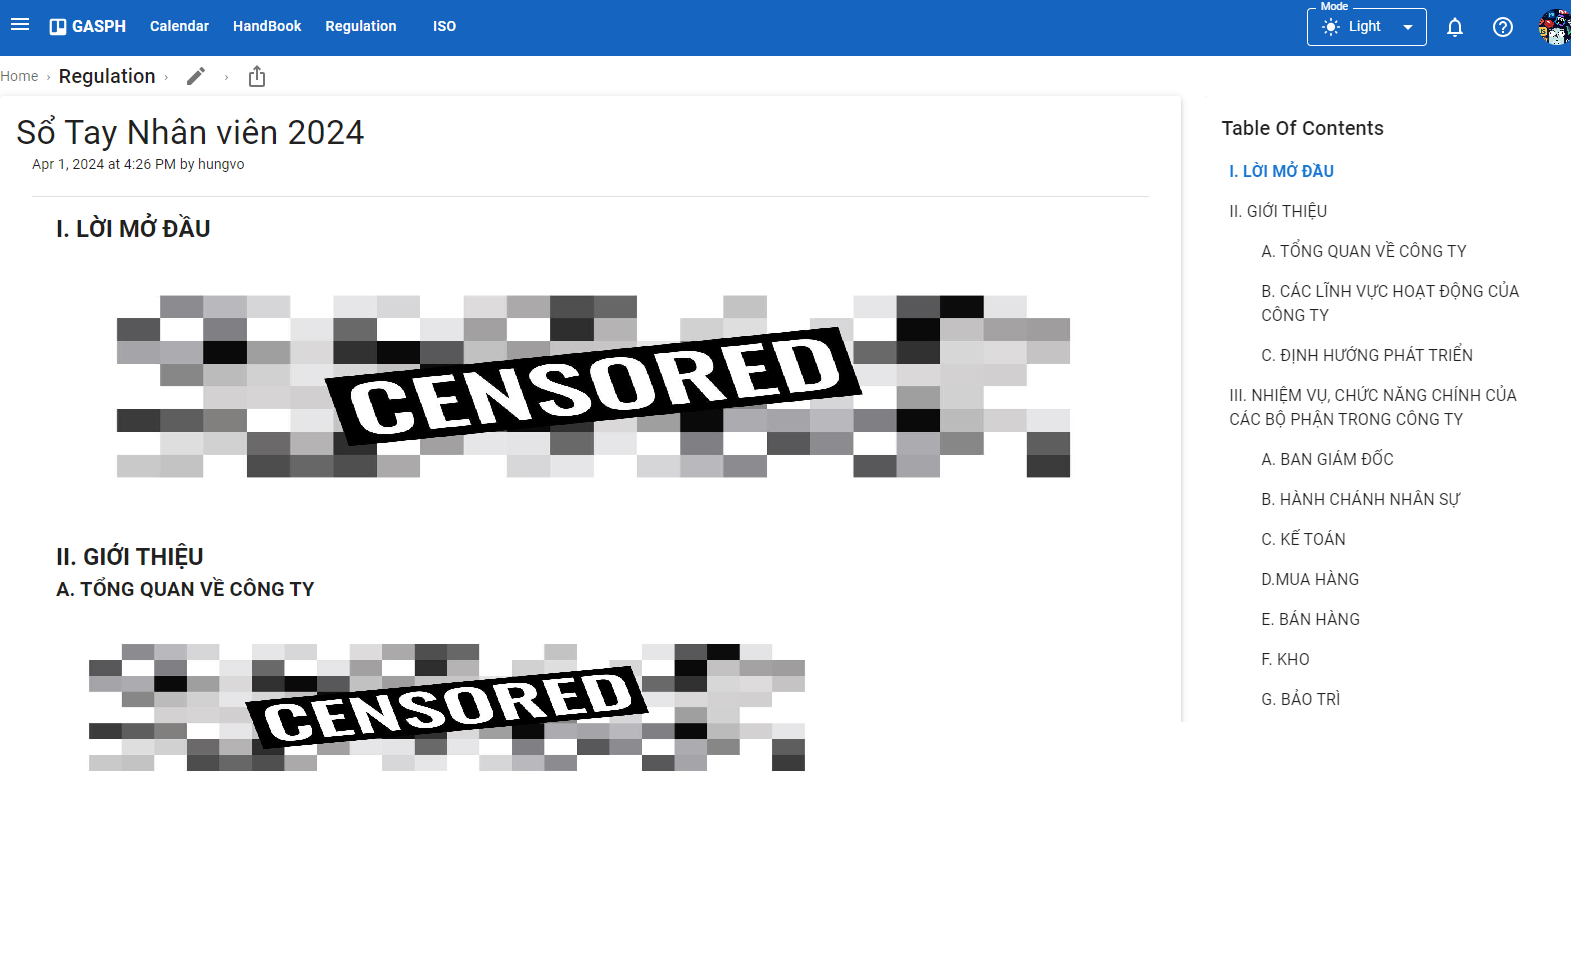 GASPH Calendar HandBook Regulation ISO Mode Light
Home › Regulation › ›
Sổ Tay Nhân viên 2024
Apr 1, 2024 at 4:26 PM by hungvo
I. LỜI MỞ ĐẦU
CENSORED
II. GIỚI THIỆU
A. TỔNG QUAN VỀ CÔNG TY
CENSORED
Table Of Contents
I. LỜI MỞ ĐẦU
II. GIỚI THIỆU
A. TỔNG QUAN VỀ CÔNG TY
B. CÁC LĨNH VỰC HOẠT ĐỘNG CỦA
CÔNG TY
C. ĐỊNH HƯỚNG PHÁT TRIỂN
III. NHIỆM VỤ, CHỨC NĂNG CHÍNH CỦA
CÁC BỘ PHẬN TRONG CÔNG TY
A. BAN GIÁM ĐỐC
B. HÀNH CHÁNH NHÂN SỰ
C. KẾ TOÁN
D.MUA HÀNG
E. BÁN HÀNG
F. KHO
G. BẢO TRÌ